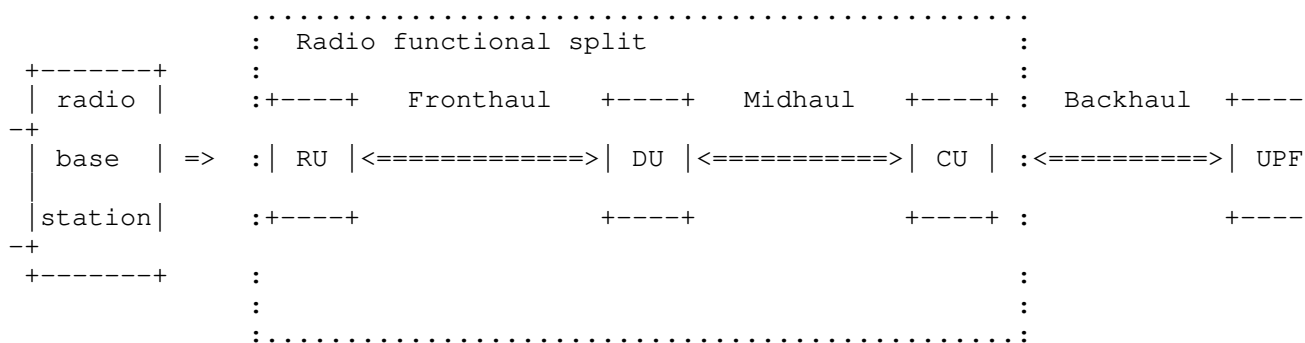 ................................................
:  Radio functional split                      :
+-------+     :                                              :
| radio |     :+----+   Fronthaul   +----+  Midhaul   +----+ :  Backhaul  +----
-+
| base  | =>  :| RU |<=============>| DU |<===========>| CU | :<==========>| UPF
|
|station|     :+----+               +----+             +----+ :            +----
-+
+-------+     :                                              :
:                                              :
:..............................................: